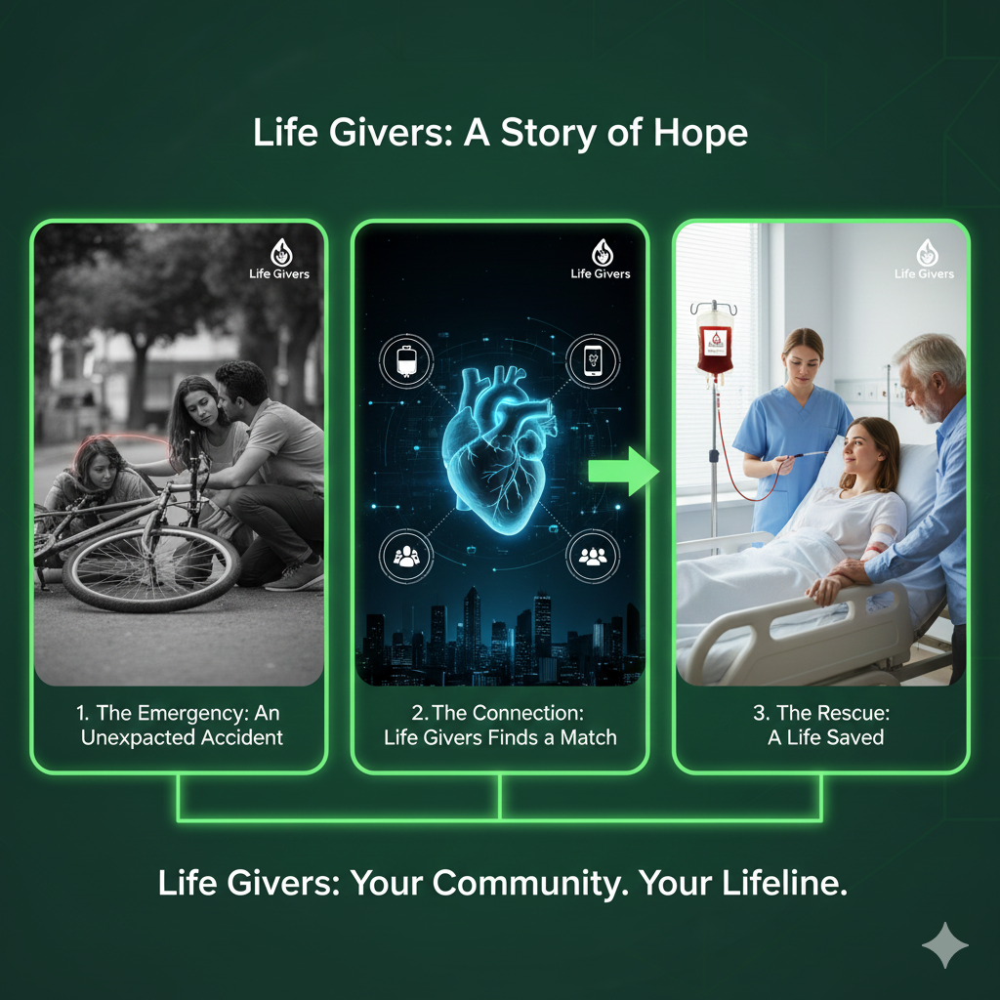 Life Givers: A Story of Hope
Life Givers
Life Givers
Life Givers
1. The Emergency: An
Unexpacted Accident
2.The Connection:
Life Givers Finds a Match
3. The Rescue:
A Life Saved
Life Givers: Your Community. Your Lifeline.